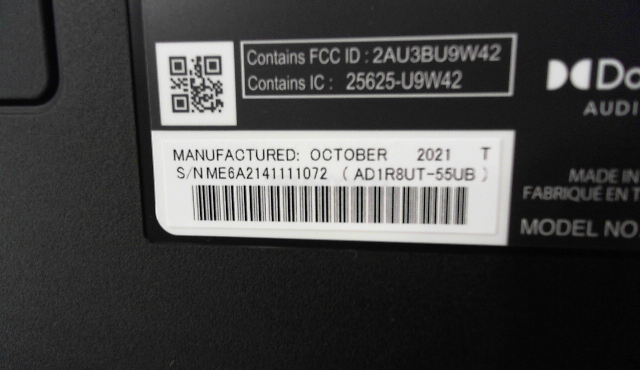 Contains FCC ID : 2AU3BU9W42
Contains IC : 25625-U9W42
MANUFACTURED: OCTOBER 2021 T
S/N ME6A2141111072 ( AD1R8UT-55UB )
AUDI
MADE IN
FABRIQUÉ EN T
MODEL NO